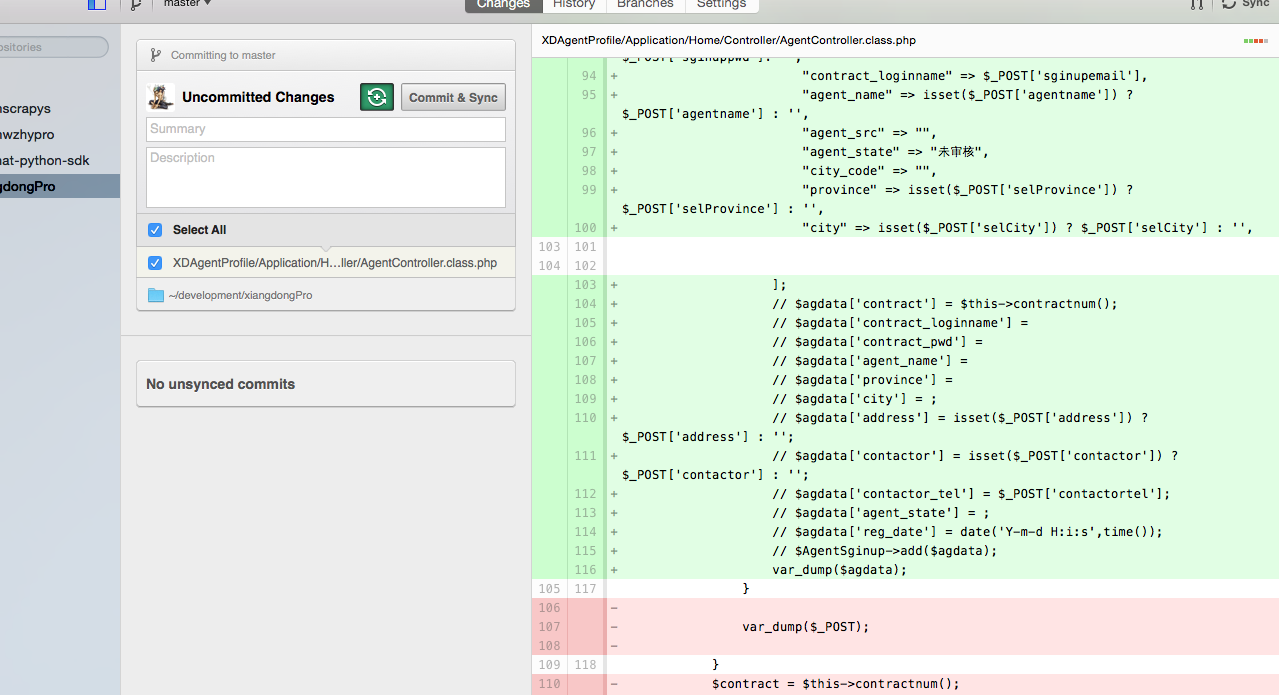 master
Changes
History
Branches
Settings
Sync
ositories
nscrapys
nwzhypro
nat-python-sdk
gdongPro
Committing to master
Uncommitted Changes
Commit & Sync
Summary
Description
Select All
XDAgentProfile/Application/H…ller/AgentController.class.php
~/development/xiangdongPro
No unsynced commits
XDAgentProfile/Application/Home/Controller/AgentController.class.php
$_POST['sginuppwd']: '',
94 + "contract_loginname" => $_POST['sginupemail'],
95 + "agent_name" => isset($_POST['agentname']) ?
$_POST['agentname'] : '',
96 + "agent_src" => "",
97 + "agent_state" => "未审核",
98 + "city_code" => "",
99 + "province" => isset($_POST['selProvince']) ?
$_POST['selProvince'] : '',
100 + "city" => isset($_POST['selCity']) ? $_POST['selCity'] : '',
103 101
104 102
103 + ];
104 + // $agdata['contract'] = $this->contractnum();
105 + // $agdata['contract_loginname'] =
106 + // $agdata['contract_pwd'] =
107 + // $agdata['agent_name'] =
108 + // $agdata['province'] =
109 + // $agdata['city'] = ;
110 + // $agdata['address'] = isset($_POST['address']) ?
$_POST['address'] : '';
111 + // $agdata['contactor'] = isset($_POST['contactor']) ?
$_POST['contactor'] : '';
112 + // $agdata['contactor_tel'] = $_POST['contactortel'];
113 + // $agdata['agent_state'] = ;
114 + // $agdata['reg_date'] = date('Y-m-d H:i:s',time());
115 + // $AgentSginup->add($agdata);
116 + var_dump($agdata);
105 117 }
106 -
107 - var_dump($_POST);
108 -
109 118 }
110 - $contract = $this->contractnum();